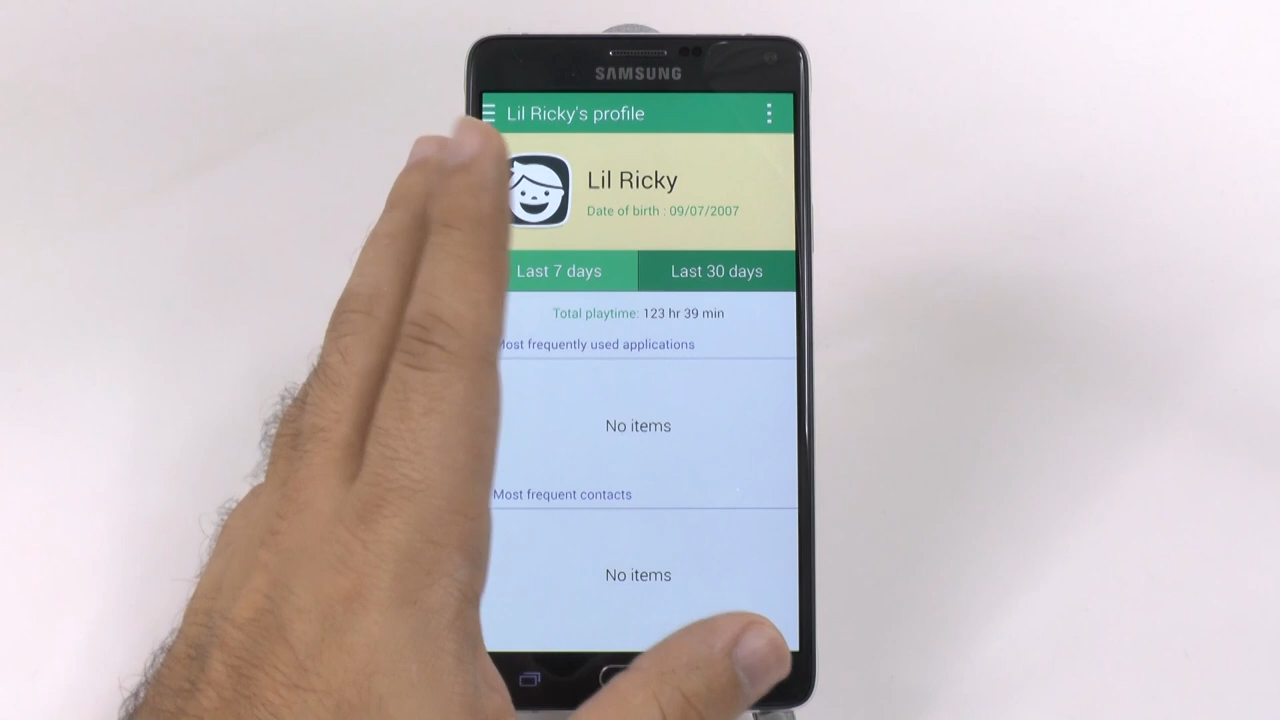 SAMSUNG
Lil Ricky's profile
Lil Ricky
Date of birth : 09/07/2007
Last 7 days
Last 30 days
Total playtime: 123 hr 39 min
Most frequently used applications
No items
Most frequent contacts
No items